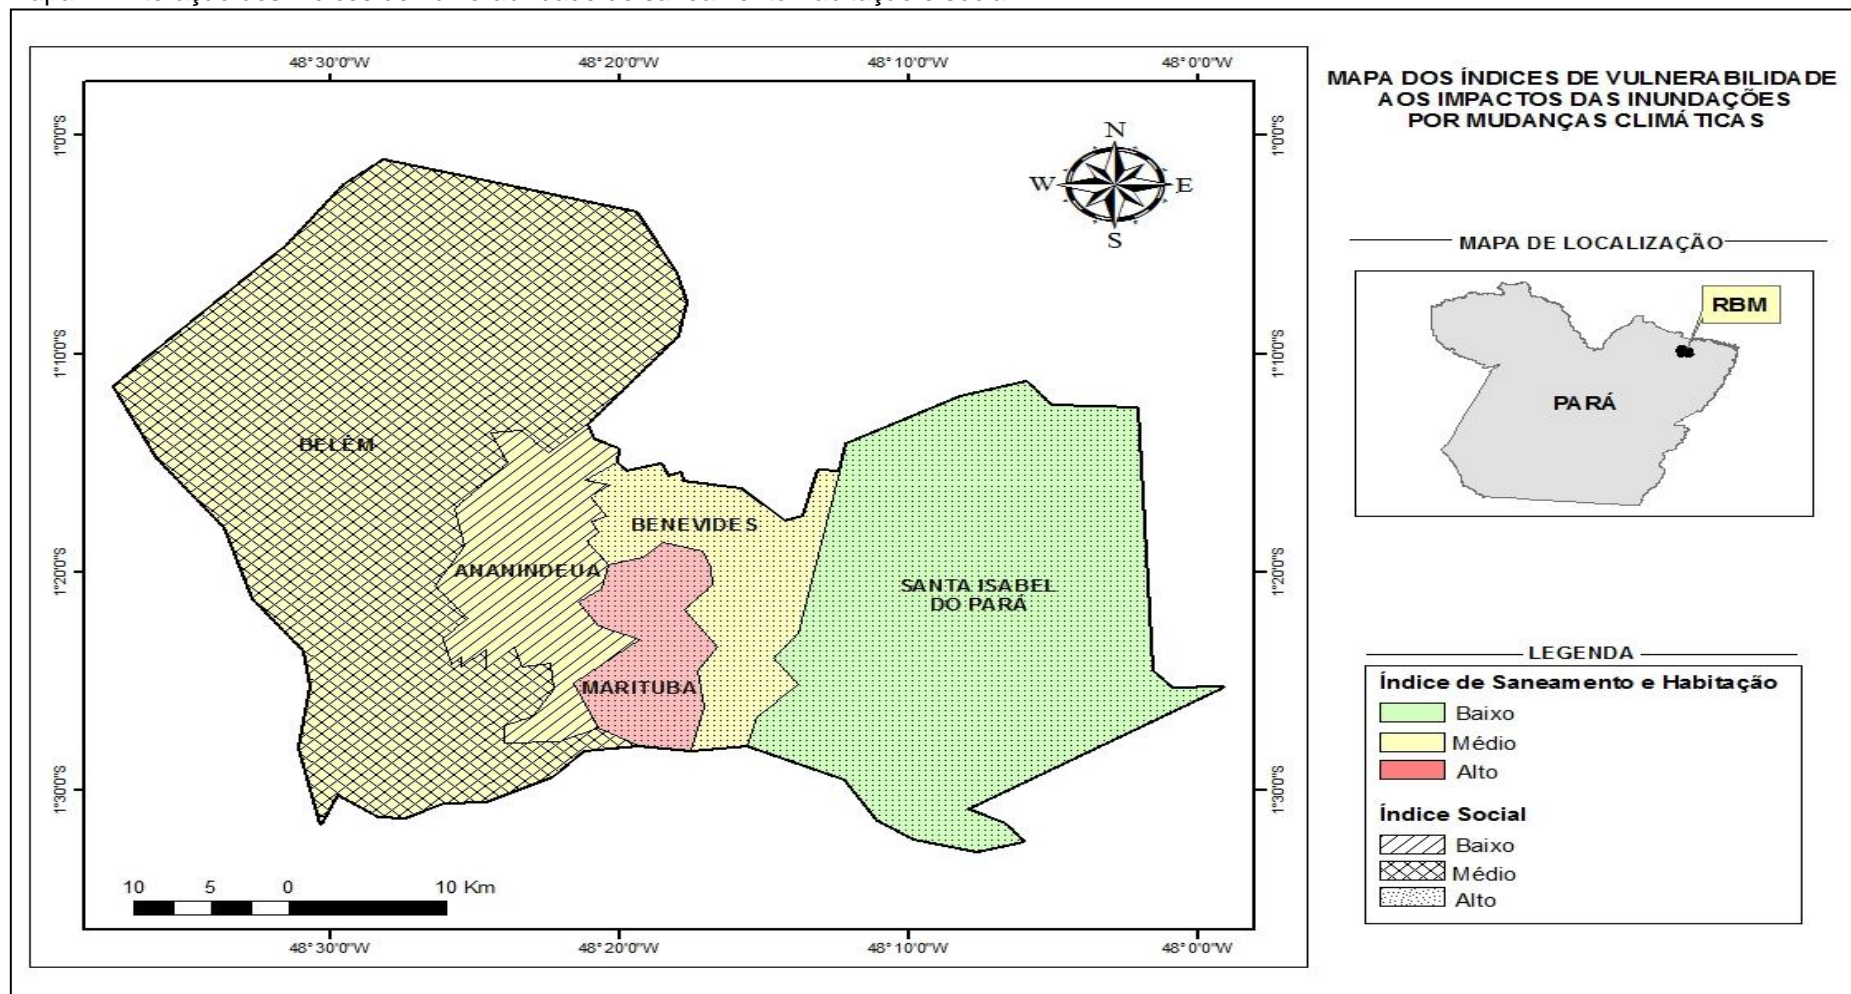 48°30'0"W 48°20'0"W 48°10'0"W 48°0'0"W
1°0'0"S 1°0'0"S
N
W E
S
1°10'0"S 1°10'0"S
BELÉM
BENEVIDES
ANANINDEUA
1°20'0"S 1°20'0"S
SANTA ISABEL
DO PARÁ
MARITUBA
1°30'0"S 1°30'0"S
10 5 0 10 Km
48°30'0"W 48°20'0"W 48°10'0"W 48°0'0"W
MAPA DOS ÍNDICES DE VULNERABILIDADE
AOS IMPACTOS DAS INUNDAÇÕES
POR MUDANÇAS CLIMÁTICAS
MAPA DE LOCALIZAÇÃO
RBM
PARÁ
LEGENDA
Índice de Saneamento e Habitação
Baixo
Médio
Alto
Índice Social
Baixo
Médio
Alto